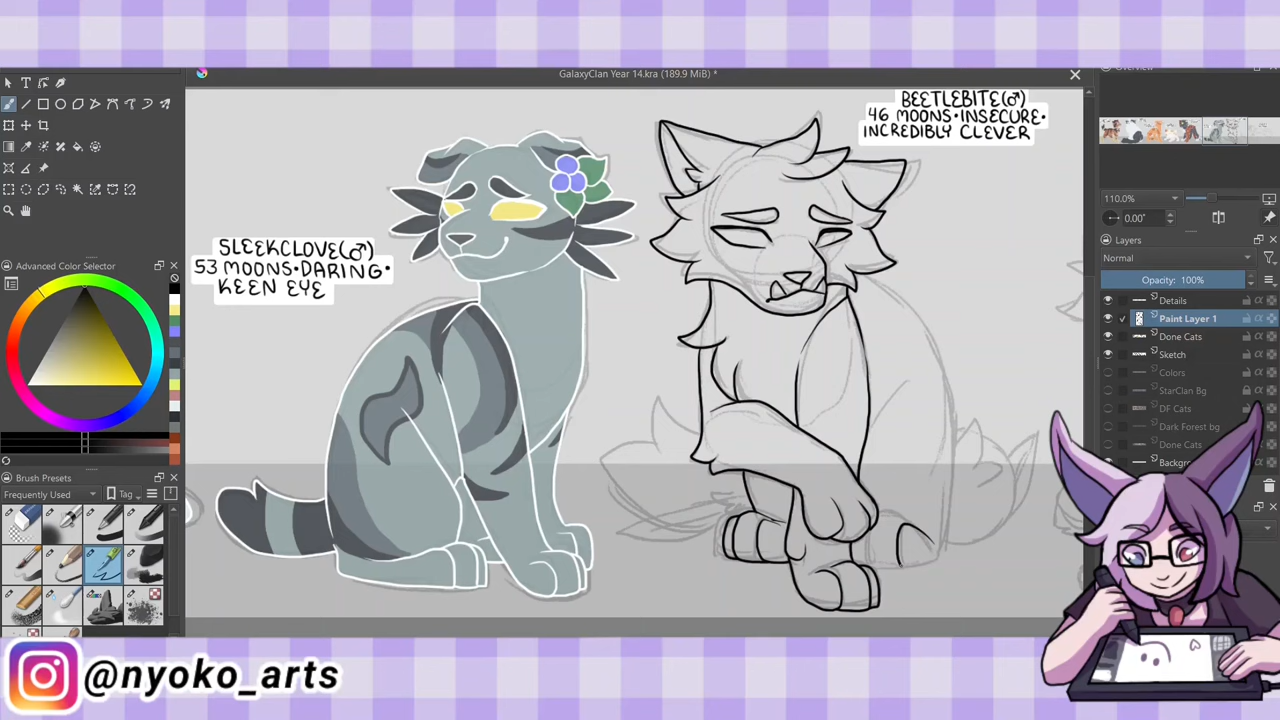 GalaxyClan Year 14.kra (189.9 MiB) *
BEETLEBITE(♂)
46 MOONS•INSECURE•
INCREDIBLY CLEVER
SLEEKCLOVE(♂)
53 MOONS•DARING•
KEEN EYE
110.0%
0.00°
Layers
Normal
Opacity: 100%
Details
Paint Layer 1
Done Cats
Sketch
Colors
StarClan Bg
DF Cats
Dark Forest bg
Done Cats
Advanced Color Selector
Brush Presets
Frequently Used
Tag
@nyoko_arts